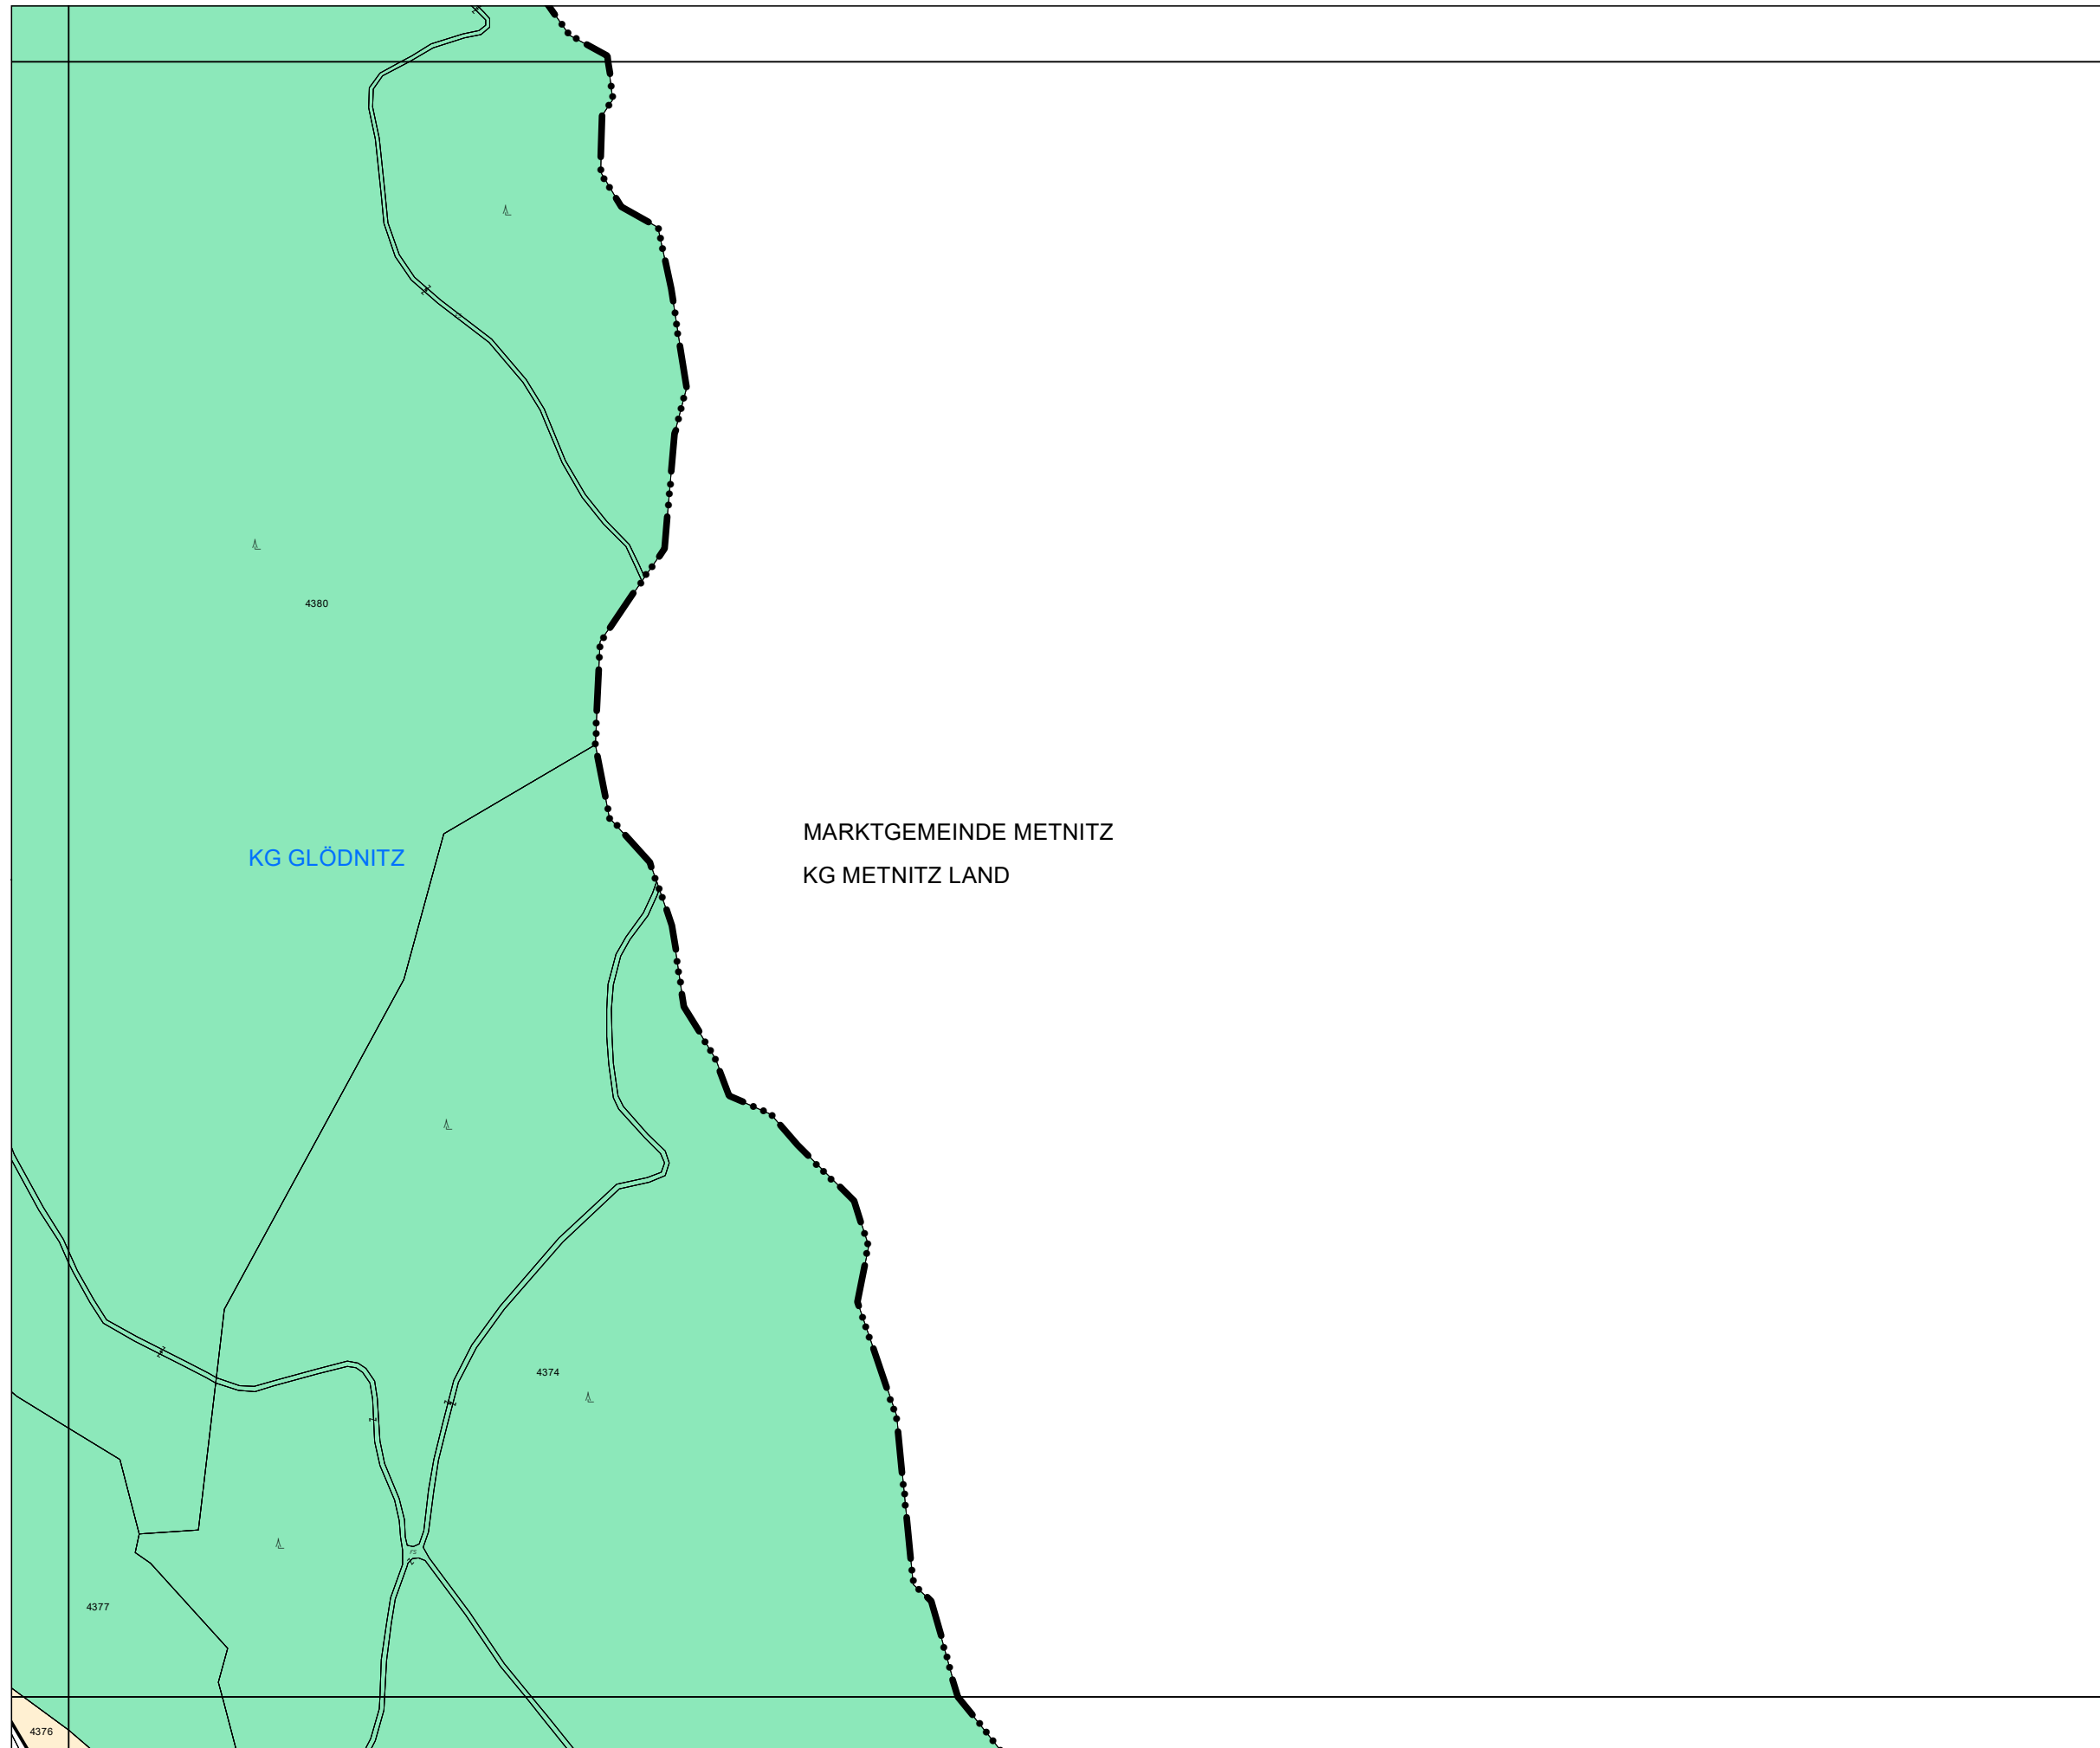 4380
MARKTGEMEINDE METNITZ
KG GLÖDNITZ
KG METNITZ LAND
4374
4377
4376